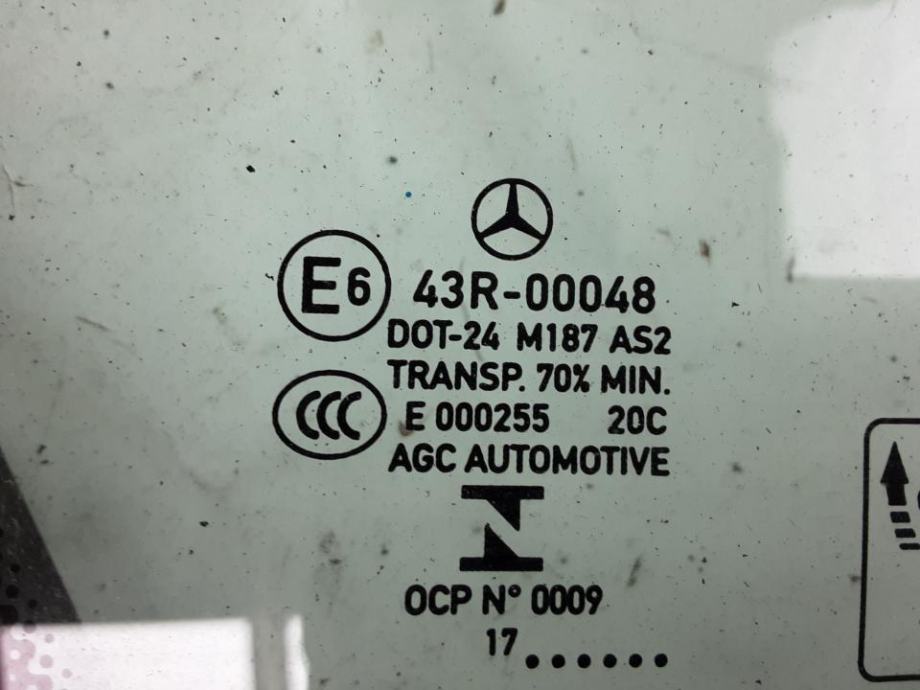 E6 43R-00048
DOT-24 M187 AS2
TRANSP. 70% MIN.
CCC E 000255 20C
AGC AUTOMOTIVE
OCP N° 0009
17 ......